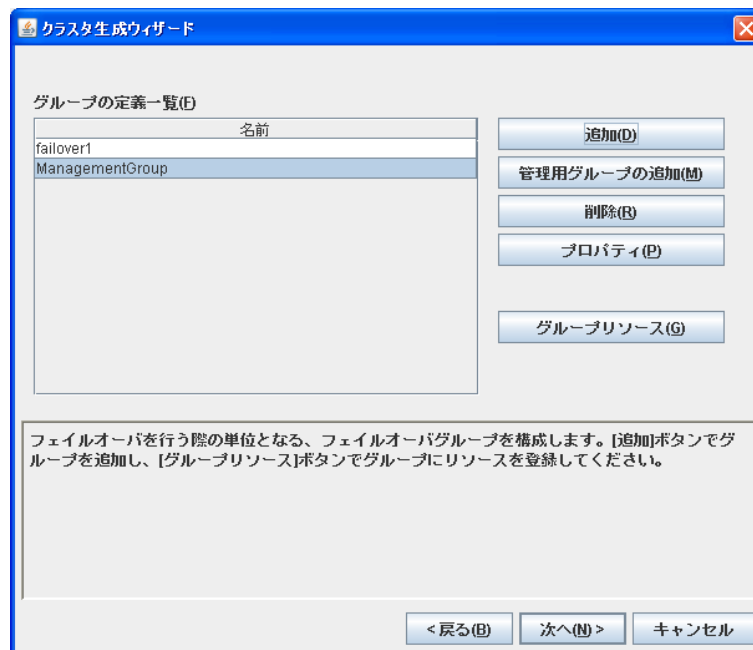 クラスタ生成ウィザード
グループの定義一覧(F)
名前
failover1
ManagementGroup
追加(D)
管理用グループの追加(M)
削除(R)
プロパティ(P)
グループリソース(G)
フェイルオーバを行う際の単位となる、フェイルオーバグループを構成します。[追加]ボタンでグ
ループを追加し、[グループリソース]ボタンでグループにリソースを登録してください。
<戻る(B)
次へ(N)>
キャンセル